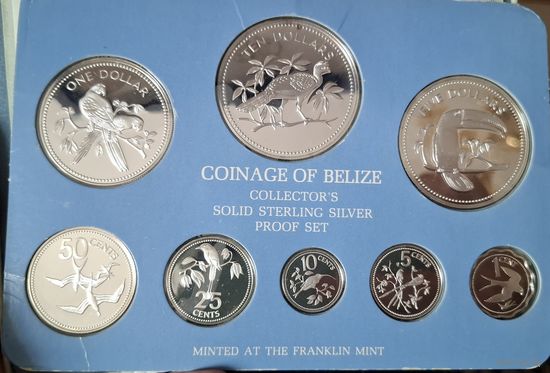 ONE DOLLAR
TEN DOLLARS
FIVE DOLLARS
COINAGE OF BELIZE
COLLECTOR'S
SOLID STERLING SILVER
PROOF SET
50 CENTS
25
CENTS
10
CENTS
5
CENTS
MINTED AT THE FRANKLIN MINT